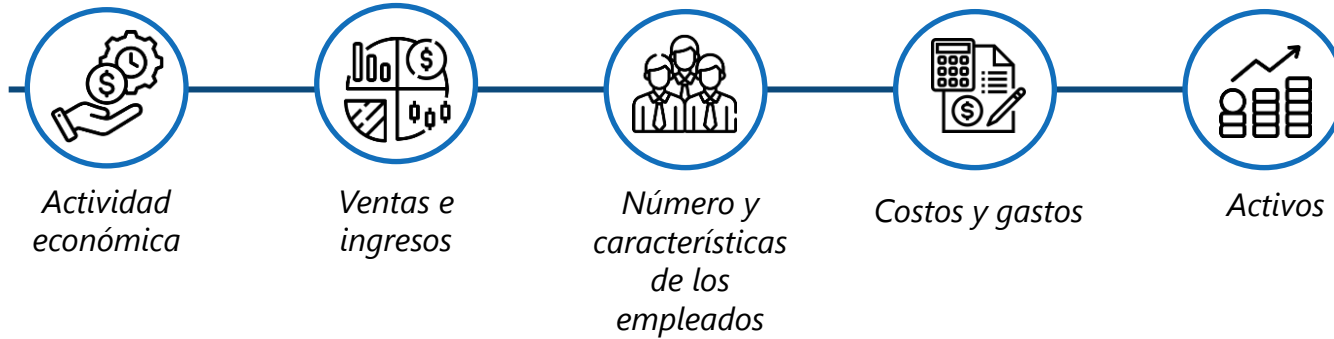 Actividad
económica
Ventas e
ingresos
Número y
características
de los
empleados
Costos y gastos
Activos